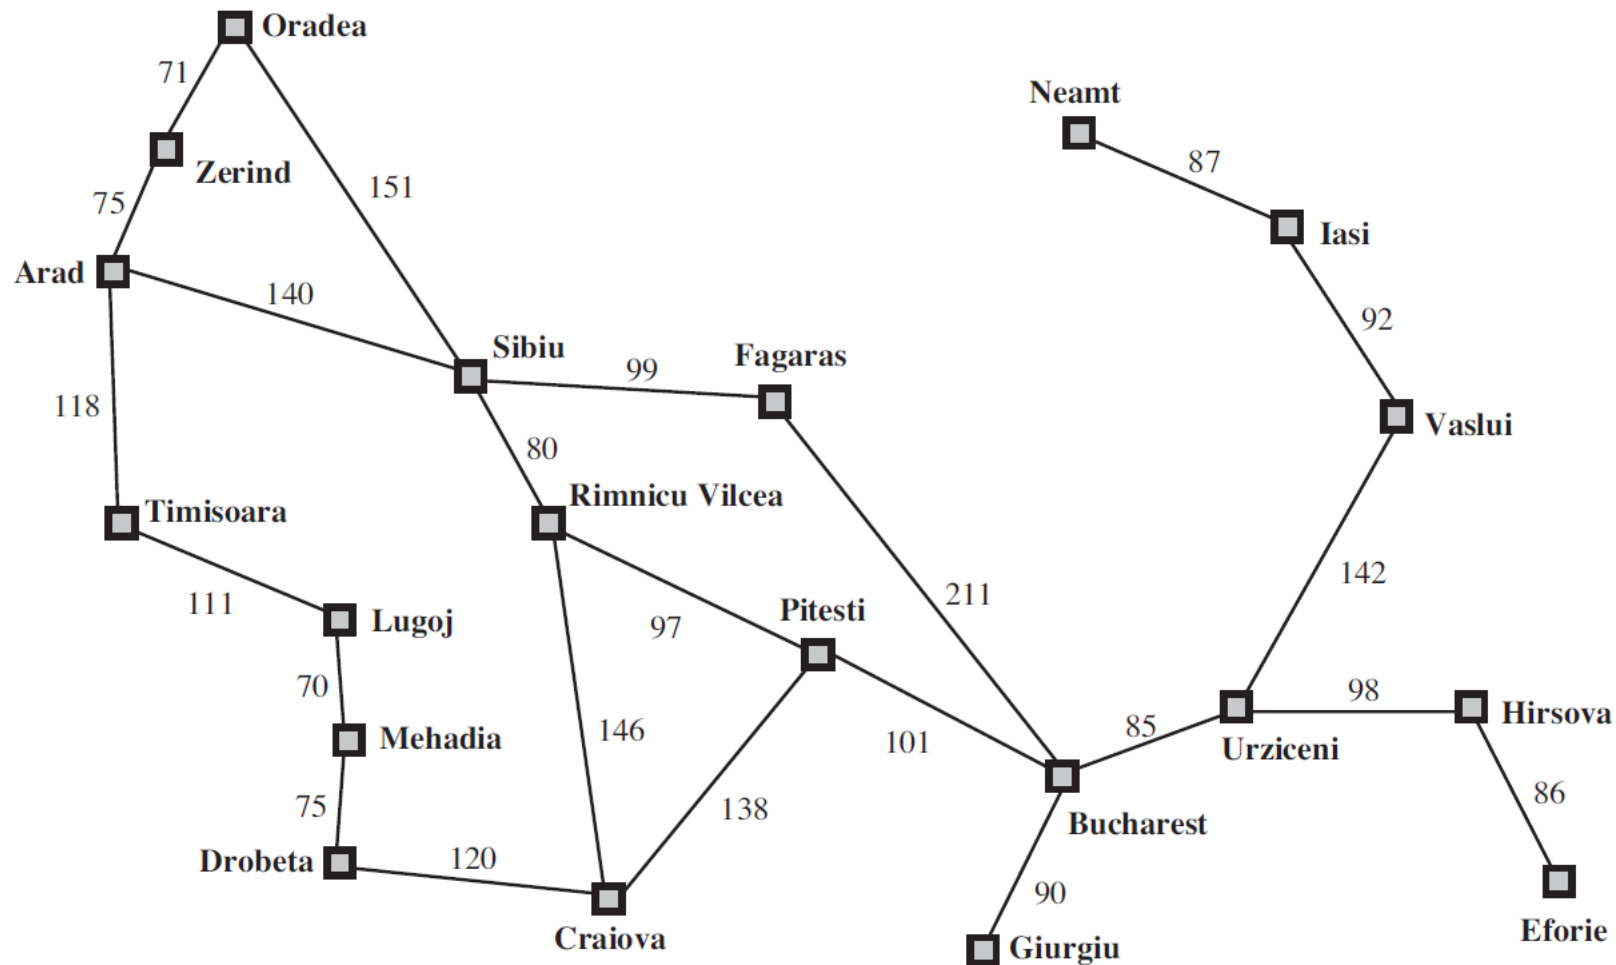 Oradea
71
Neamt
87
Zerind
151
75
Iasi
Arad
140
92
Sibiu
Fagaras
99
118
Vaslui
80
Rimnicu Vilcea
Timisoara
142
211
111
Pitesti
Lugoj
97
70
98
Hirsova
146
85
Mehadia
101
Urziceni
86
75
138
Bucharest
120
Drobeta
90
Craiova
Eforie
Giurgiu